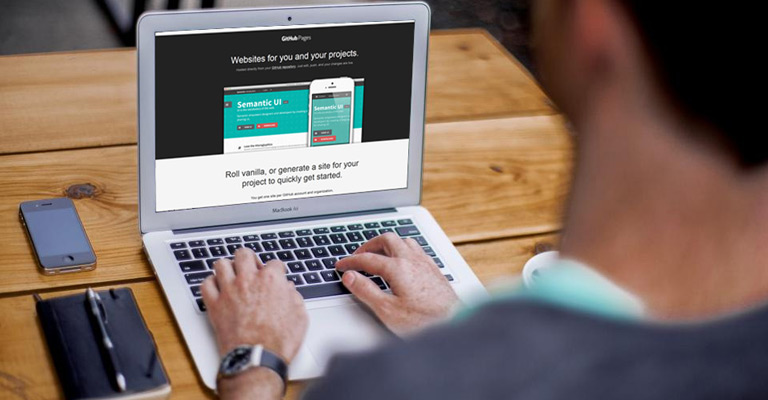 GitHub Pages
Websites for you and your projects.
Hosted directly from your GitHub repository. Just edit, push, and your changes are live.
Semantic UI
Semantic UI
Roll vanilla, or generate a site for your
project to quickly get started.
You get one site per GitHub account and organization,
MacBook Air